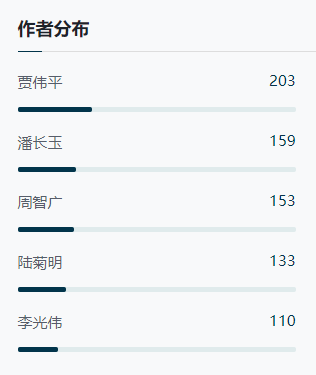 作者分布
贾伟平 203
潘长玉 159
周智广 153
陆菊明 133
李光伟 110